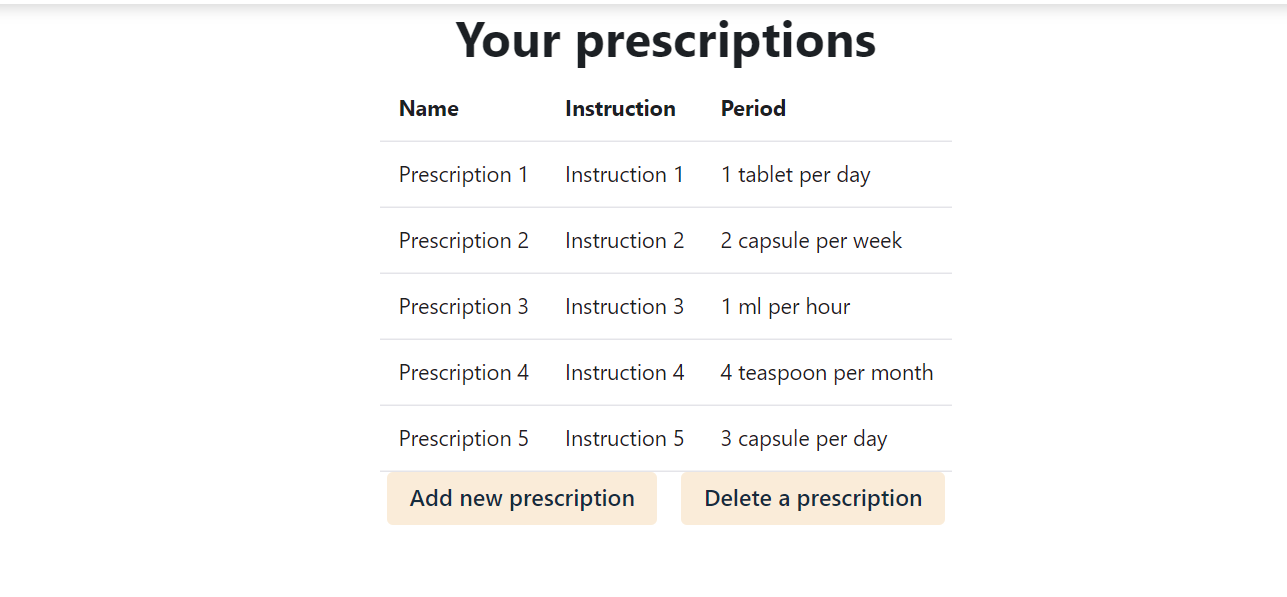 Your prescriptions
Name Instruction Period
Prescription 1 Instruction 1 1 tablet per day
Prescription 2 Instruction 2 2 capsule per week
Prescription 3 Instruction 3 1 ml per hour
Prescription 4 Instruction 4 4 teaspoon per month
Prescription 5 Instruction 5 3 capsule per day
Add new prescription Delete a prescription